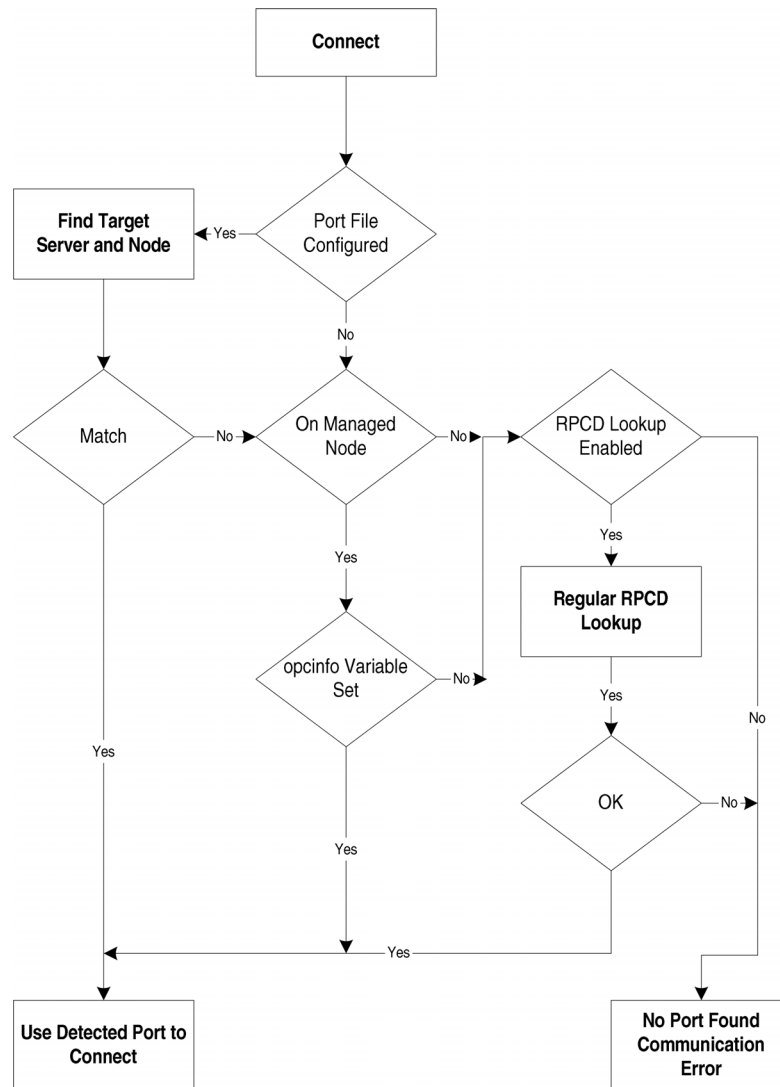 Connect
Port File
Configured
Yes
Find Target
Server and Node
No
Match
No
On Managed
Node
No
RPCD Lookup
Enabled
Yes
Yes
Regular RPCD
Lookup
opcinfo Variable
Set
No
Yes
No
Yes
OK
No
Yes
Yes
Use Detected Port to
Connect
No Port Found
Communication
Error